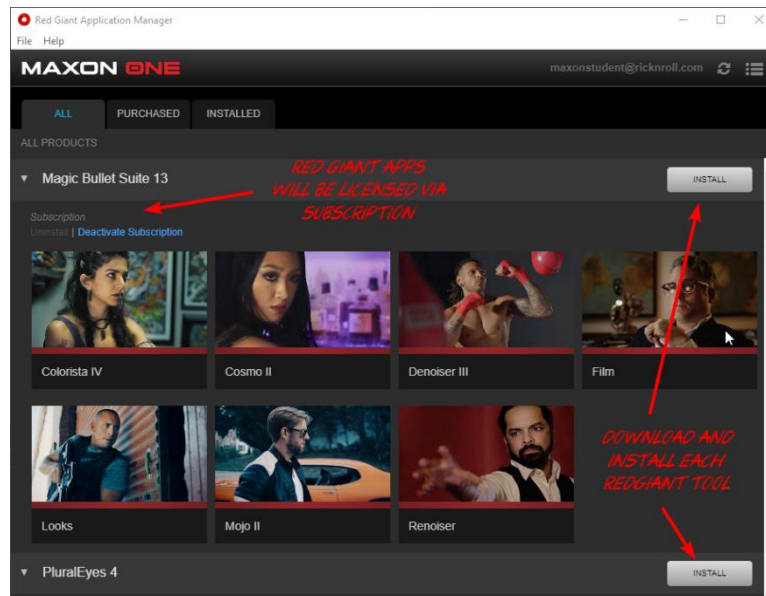 Red Giant Application Manager
File Help
MAXON ONE
maxonstudent@ricknroll.com
ALL PURCHASED INSTALLED
ALL PRODUCTS
Magic Bullet Suite 13
INSTALL
RED GIANT APPS
WILL BE LICENSED VIA
SUBSCRIPTION
Subscription
Uninstall | Deactivate Subscription
Colorista IV
Cosmo II
Denoiser III
Film
DOWNLOAD AND
INSTALL EACH
REDGIANT TOOL
Looks
Mojo II
Renoiser
PluralEyes 4
INSTALL